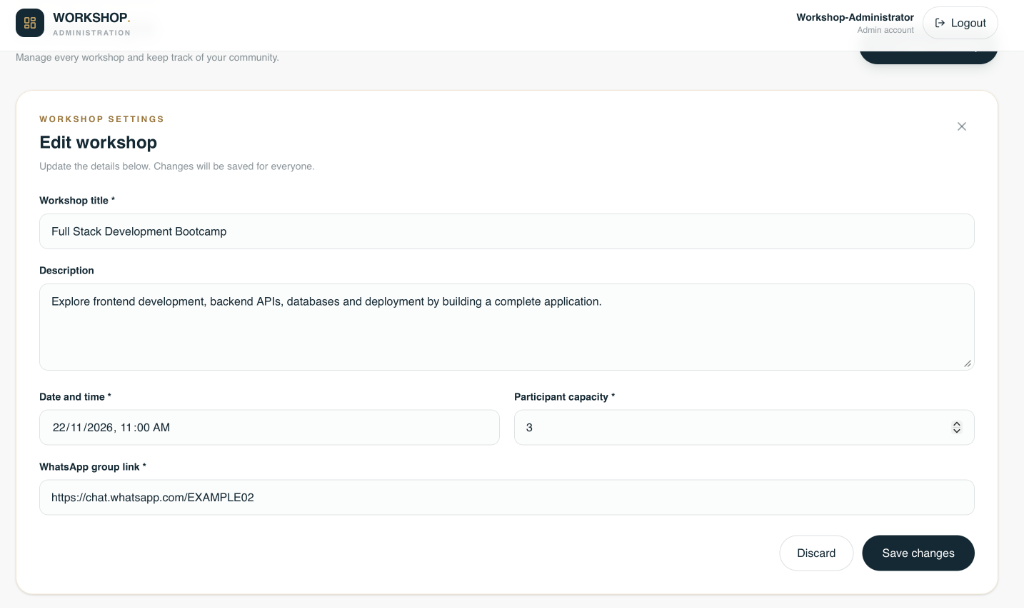 WORKSHOP.
ADMINISTRATION
Workshop-Administrator
Admin account
Logout
Manage every workshop and keep track of your community.
WORKSHOP SETTINGS
Edit workshop
Update the details below. Changes will be saved for everyone.
Workshop title *
Full Stack Development Bootcamp
Description
Explore frontend development, backend APIs, databases and deployment by building a complete application.
Date and time *
Participant capacity *
22/11/2026, 11:00 AM
3
WhatsApp group link *
https://chat.whatsapp.com/EXAMPLE02
Discard
Save changes